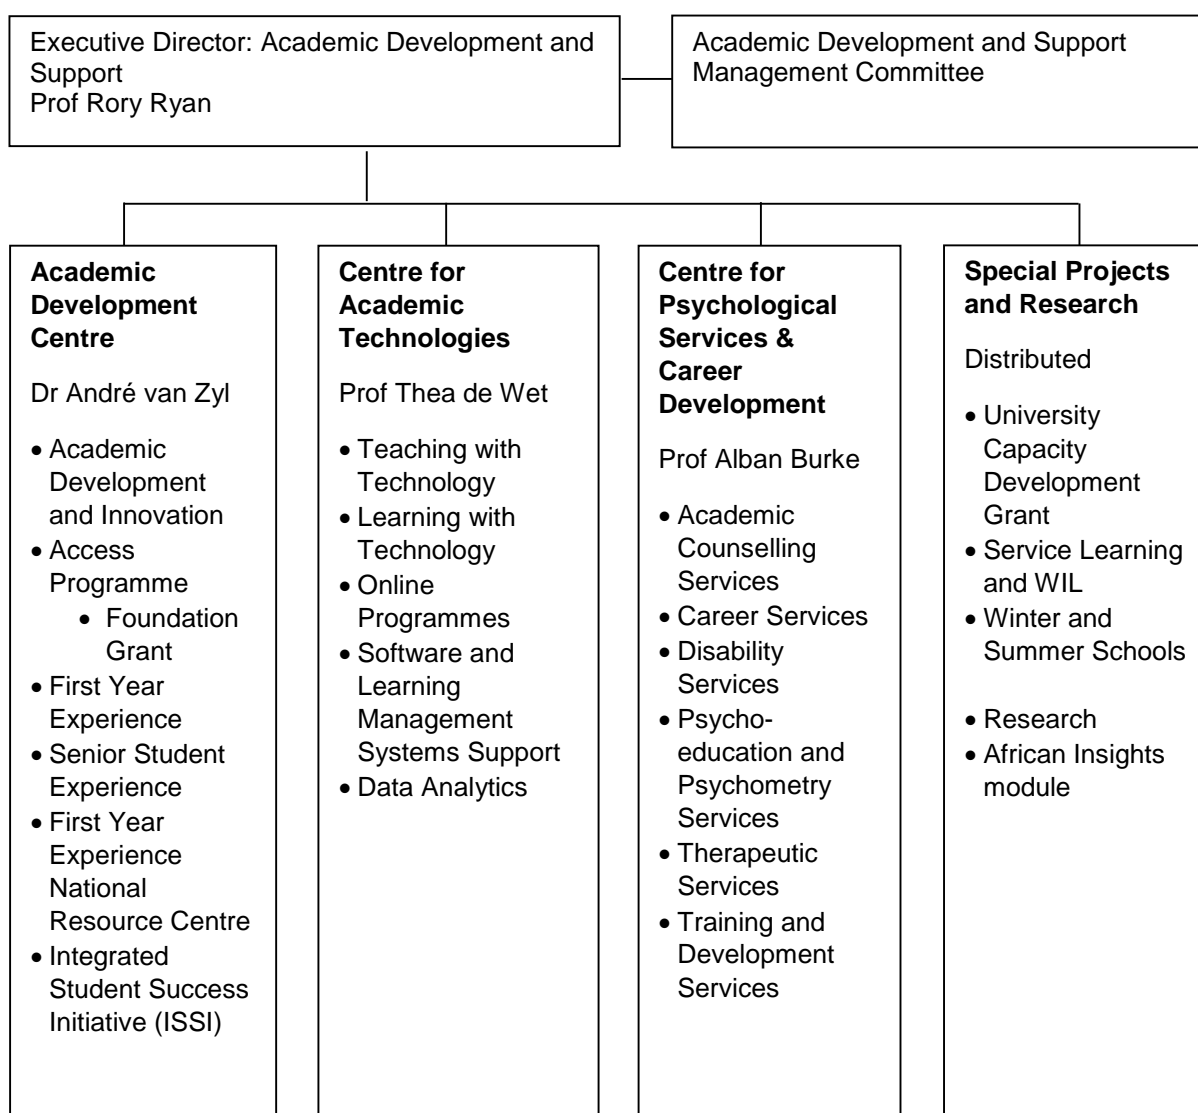 Executive Director: Academic Development and
Support
Prof Rory Ryan
Academic Development and Support
Management Committee
Academic
Development
Centre
Dr André van Zyl
• Academic
Development
and Innovation
• Access
Programme
• Foundation
Grant
• First Year
Experience
• Senior Student
Experience
• First Year
Experience
National
Resource Centre
• Integrated
Student Success
Initiative (ISSI)
Centre for
Academic
Technologies
Prof Thea de Wet
• Teaching with
Technology
• Learning with
Technology
• Online
Programmes
• Software and
Learning
Management
Systems Support
• Data Analytics
Centre for
Psychological
Services &
Career
Development
Prof Alban Burke
• Academic
Counselling
Services
• Career Services
• Disability
Services
• Psycho-
education and
Psychometry
Services
• Therapeutic
Services
• Training and
Development
Services
Special Projects
and Research
Distributed
• University
Capacity
Development
Grant
• Service Learning
and WIL
• Winter and
Summer Schools
• Research
• African Insights
module